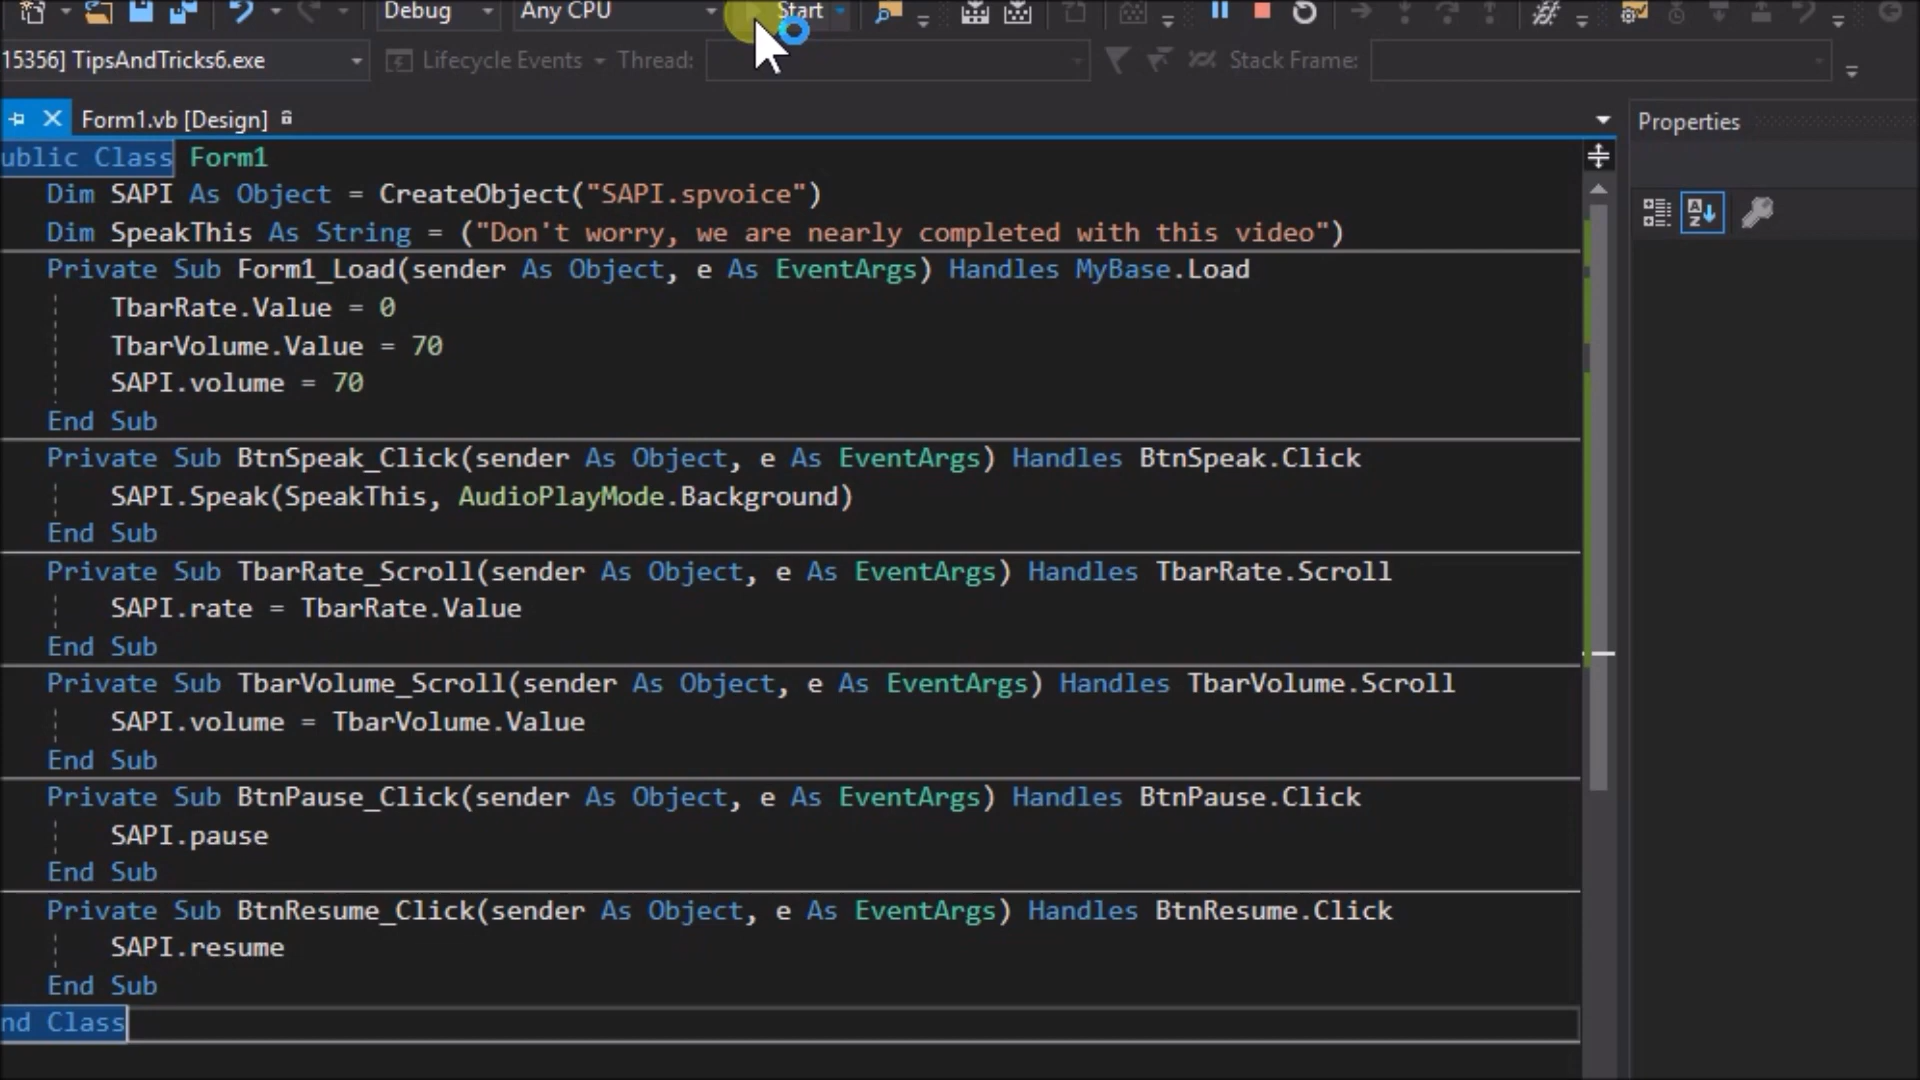 Debug Any CPU Start
15356] TipsAndTricks6.exe Lifecycle Events Thread: Stack Frame:
Form1.vb [Design]
Properties
ublic Class Form1
Dim SAPI As Object = CreateObject("SAPI.spvoice")
Dim SpeakThis As String = ("Don't worry, we are nearly completed with this video")
Private Sub Form1_Load(sender As Object, e As EventArgs) Handles MyBase.Load
TbarRate.Value = 0
TbarVolume.Value = 70
SAPI.volume = 70
End Sub
Private Sub BtnSpeak_Click(sender As Object, e As EventArgs) Handles BtnSpeak.Click
SAPI.Speak(SpeakThis, AudioPlayMode.Background)
End Sub
Private Sub TbarRate_Scroll(sender As Object, e As EventArgs) Handles TbarRate.Scroll
SAPI.rate = TbarRate.Value
End Sub
Private Sub TbarVolume_Scroll(sender As Object, e As EventArgs) Handles TbarVolume.Scroll
SAPI.volume = TbarVolume.Value
End Sub
Private Sub BtnPause_Click(sender As Object, e As EventArgs) Handles BtnPause.Click
SAPI.pause
End Sub
Private Sub BtnResume_Click(sender As Object, e As EventArgs) Handles BtnResume.Click
SAPI.resume
End Sub
nd Class